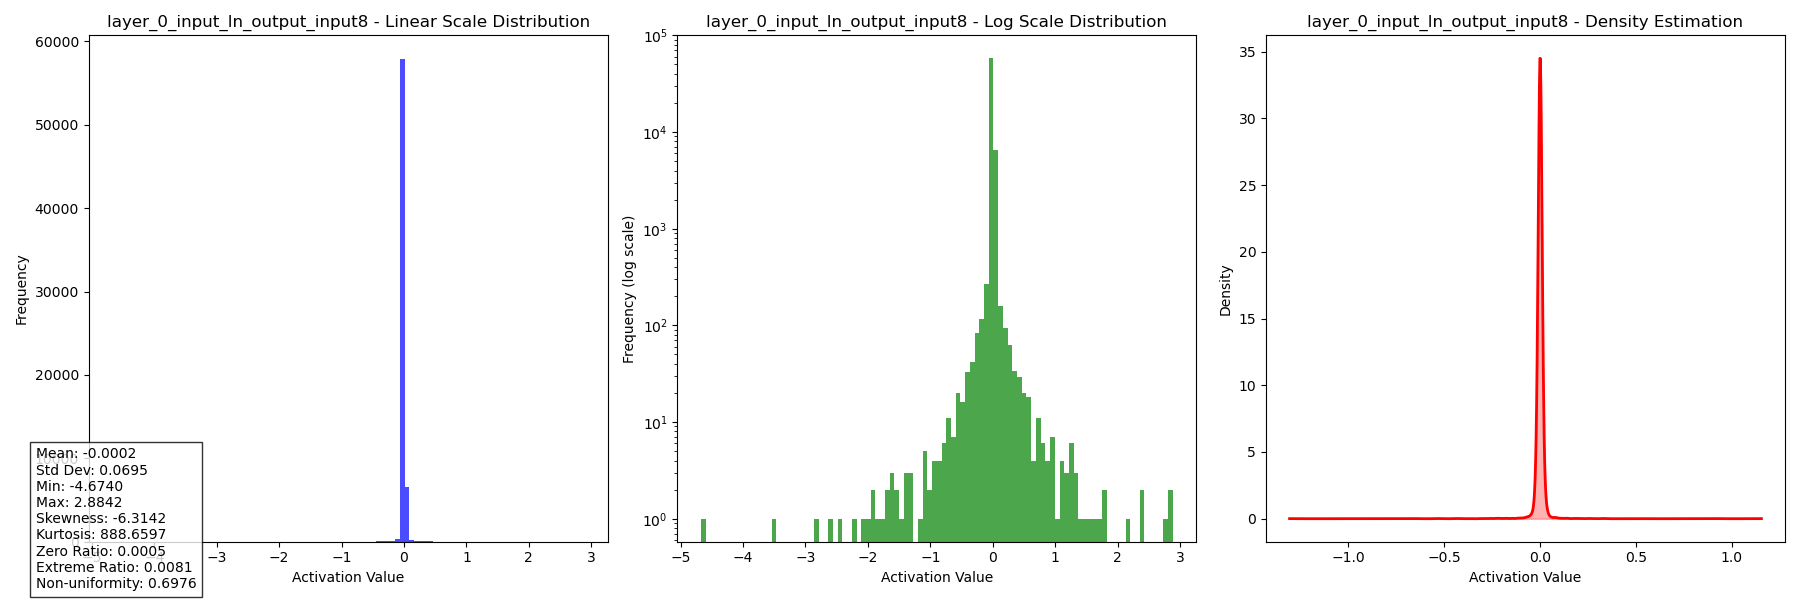 layer_0_input_ln_output_input8 - Linear Scale Distribution
60000
50000
40000
30000
20000
10000
0
Frequency
−4
−3
−2
−1
0
1
2
3
Activation Value
Mean: -0.0002
Std Dev: 0.0695
Min: -4.6740
Max: 2.8842
Skewness: -6.3142
Kurtosis: 888.6597
Zero Ratio: 0.0005
Extreme Ratio: 0.0081
Non-uniformity: 0.6976
layer_0_input_ln_output_input8 - Log Scale Distribution
10^5
10^4
10^3
10^2
10^1
10^0
Frequency (log scale)
−5
−4
−3
−2
−1
0
1
2
3
Activation Value
layer_0_input_ln_output_input8 - Density Estimation
35
30
25
20
15
10
5
0
Density
−1.0
−0.5
0.0
0.5
1.0
Activation Value